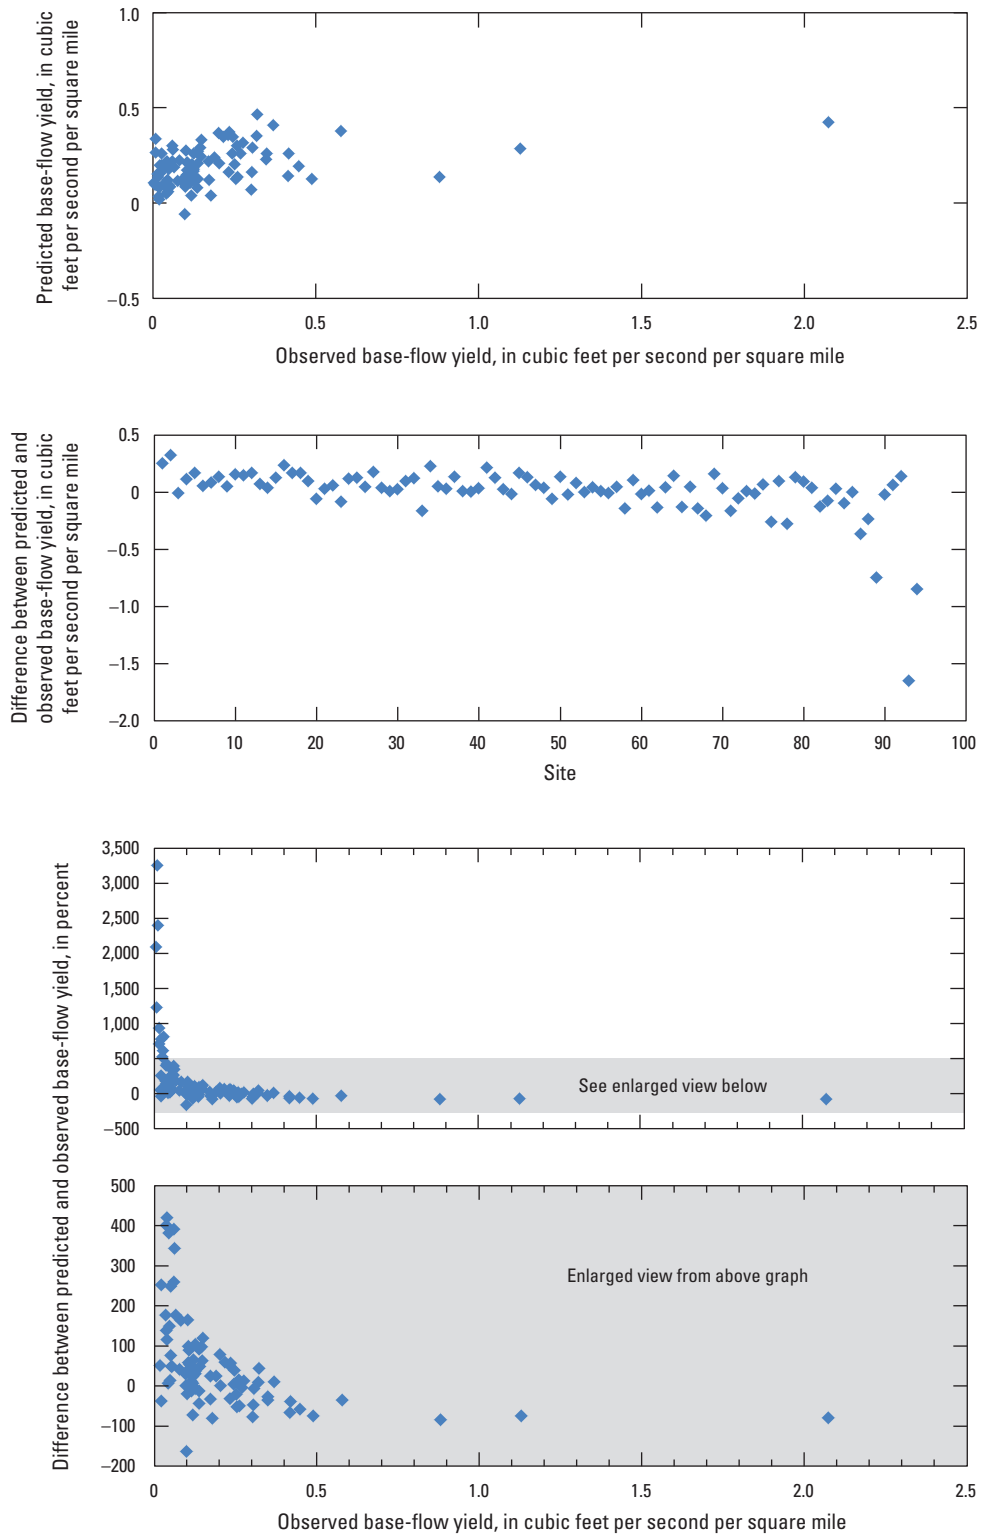 Predicted base-flow yield, in cubic
feet per second per square mile
1.0
0.5
0
−0.5
0 0.5 1.0 1.5 2.0 2.5
Observed base-flow yield, in cubic feet per second per square mile
Difference between predicted and
observed base-flow yield, in cubic
feet per second per square mile
0.5
0
−0.5
−1.0
−1.5
−2.0
0 10 20 30 40 50 60 70 80 90 100
Site
Difference between predicted and observed base-flow yield, in percent
3,500
3,000
2,500
2,000
1,500
1,000
500
0
−500
See enlarged view below
500
400
300
200
100
0
−100
−200
Enlarged view from above graph
0 0.5 1.0 1.5 2.0 2.5
Observed base-flow yield, in cubic feet per second per square mile